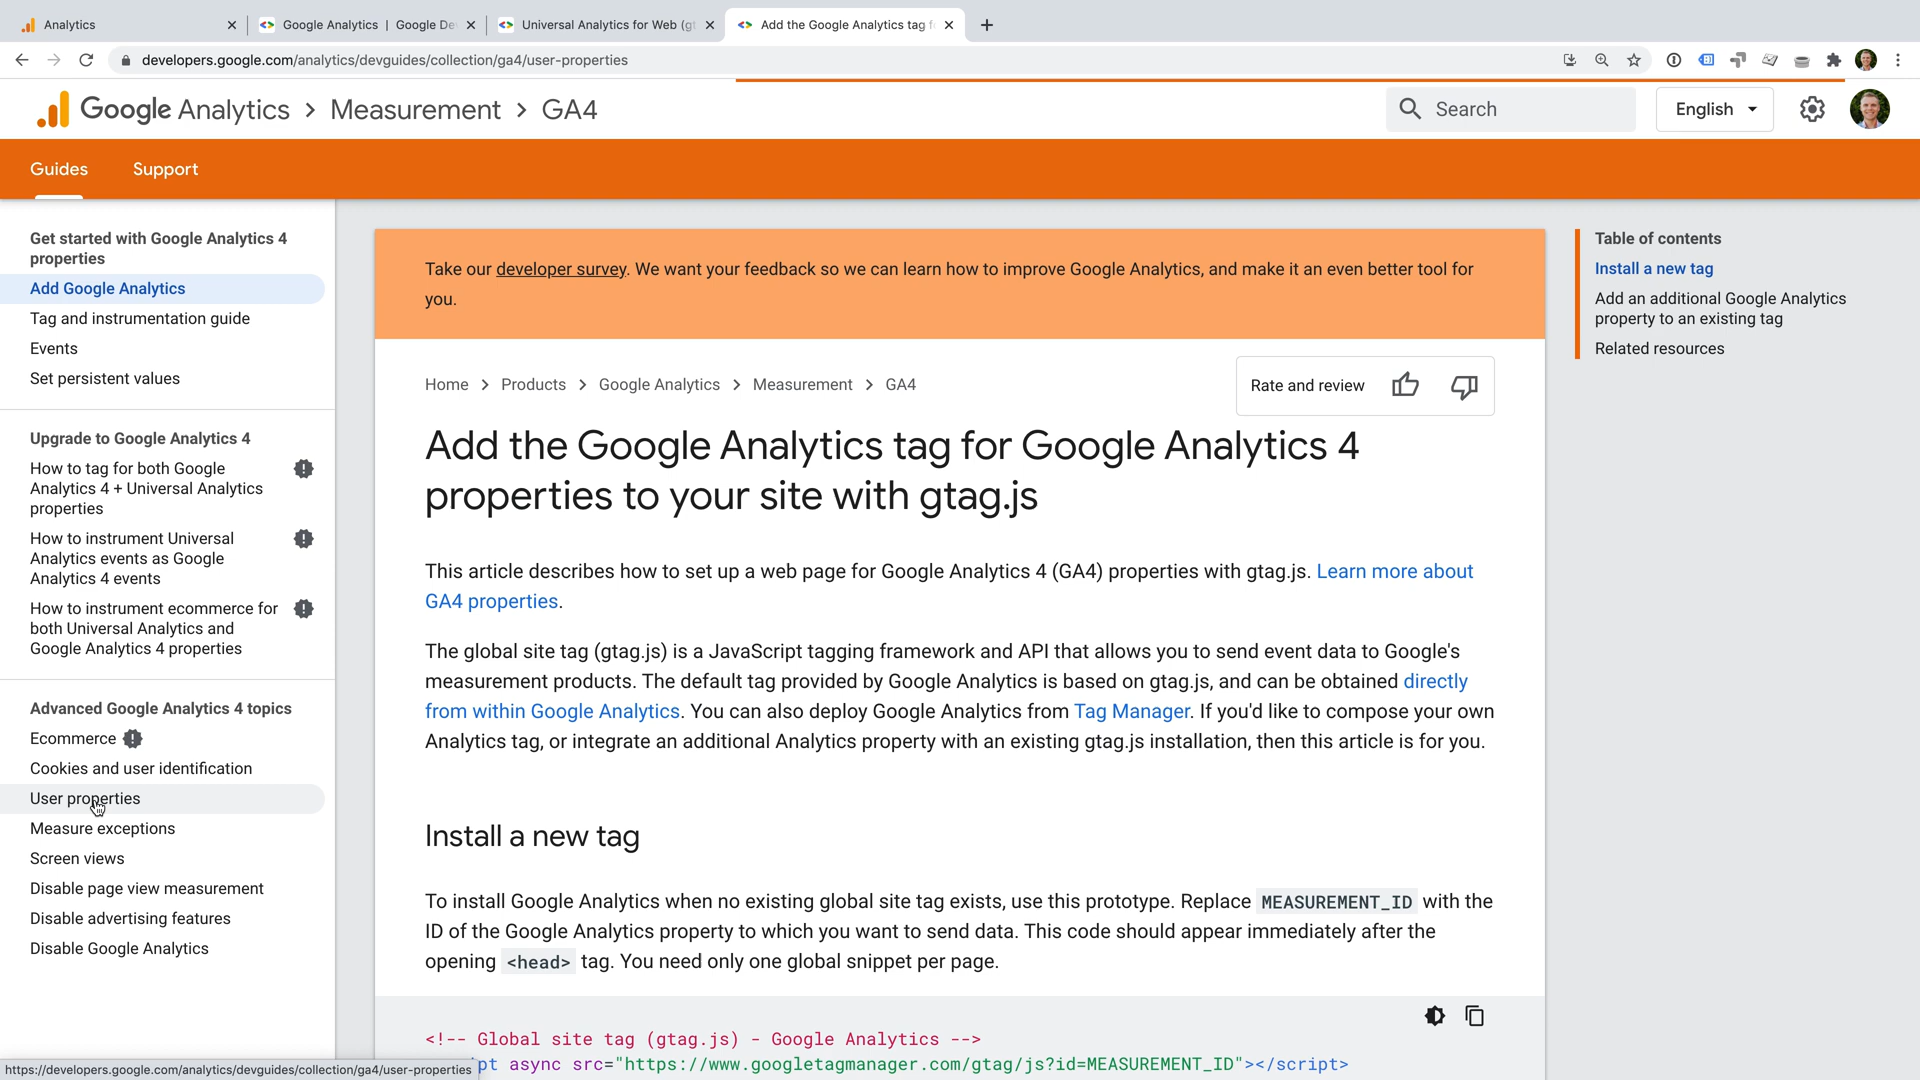 Analytics
Google Analytics | Google De
Universal Analytics for Web (gt
Add the Google Analytics tag f
developers.google.com/analytics/devguides/collection/ga4/user-properties
Google Analytics > Measurement > GA4
Search
English
Guides
Support
Get started with Google Analytics 4
properties
Add Google Analytics
Tag and instrumentation guide
Events
Set persistent values
Upgrade to Google Analytics 4
How to tag for both Google
Analytics 4 + Universal Analytics
properties
How to instrument Universal
Analytics events as Google
Analytics 4 events
How to instrument ecommerce for
both Universal Analytics and
Google Analytics 4 properties
Advanced Google Analytics 4 topics
Ecommerce
Cookies and user identification
User properties
Measure exceptions
Screen views
Disable page view measurement
Disable advertising features
Disable Google Analytics
Take our developer survey. We want your feedback so we can learn how to improve Google Analytics, and make it an even better tool for
you.
Home > Products > Google Analytics > Measurement > GA4
Rate and review
Add the Google Analytics tag for Google Analytics 4
properties to your site with gtag.js
This article describes how to set up a web page for Google Analytics 4 (GA4) properties with gtag.js. Learn more about
GA4 properties.
The global site tag (gtag.js) is a JavaScript tagging framework and API that allows you to send event data to Google's
measurement products. The default tag provided by Google Analytics is based on gtag.js, and can be obtained directly
from within Google Analytics. You can also deploy Google Analytics from Tag Manager. If you'd like to compose your own
Analytics tag, or integrate an additional Analytics property with an existing gtag.js installation, then this article is for you.
Install a new tag
To install Google Analytics when no existing global site tag exists, use this prototype. Replace MEASUREMENT_ID with the
ID of the Google Analytics property to which you want to send data. This code should appear immediately after the
opening <head> tag. You need only one global snippet per page.
<!-- Global site tag (gtag.js) - Google Analytics -->
pt async src="https://www.googletagmanager.com/gtag/js?id=MEASUREMENT_ID"></script>
Table of contents
Install a new tag
Add an additional Google Analytics
property to an existing tag
Related resources
https://developers.google.com/analytics/devguides/collection/ga4/user-properties